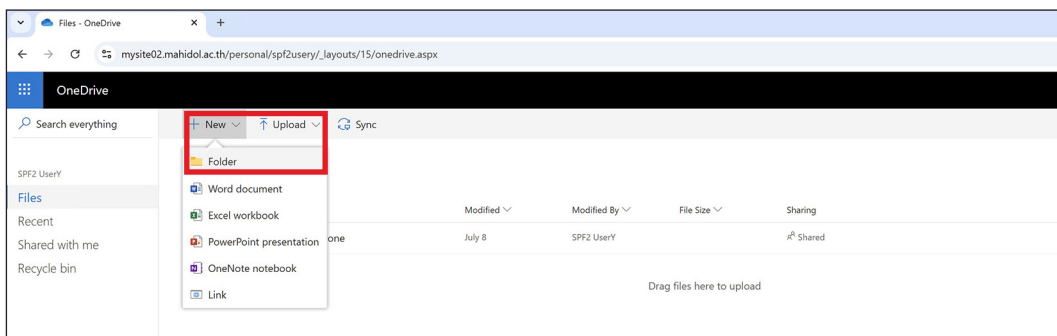 Files - OneDrive
mysite02.mahidol.ac.th/personal/spf2usery/_layouts/15/onedrive.aspx
OneDrive
Search everything
New Upload Sync
Folder
SPF2 UserY
Word document
Files
Excel workbook
Modified Modified By File Size Sharing
Recent
PowerPoint presentation one July 8 SPF2 UserY Shared
Shared with me
OneNote notebook
Recycle bin
Link
Drag files here to upload